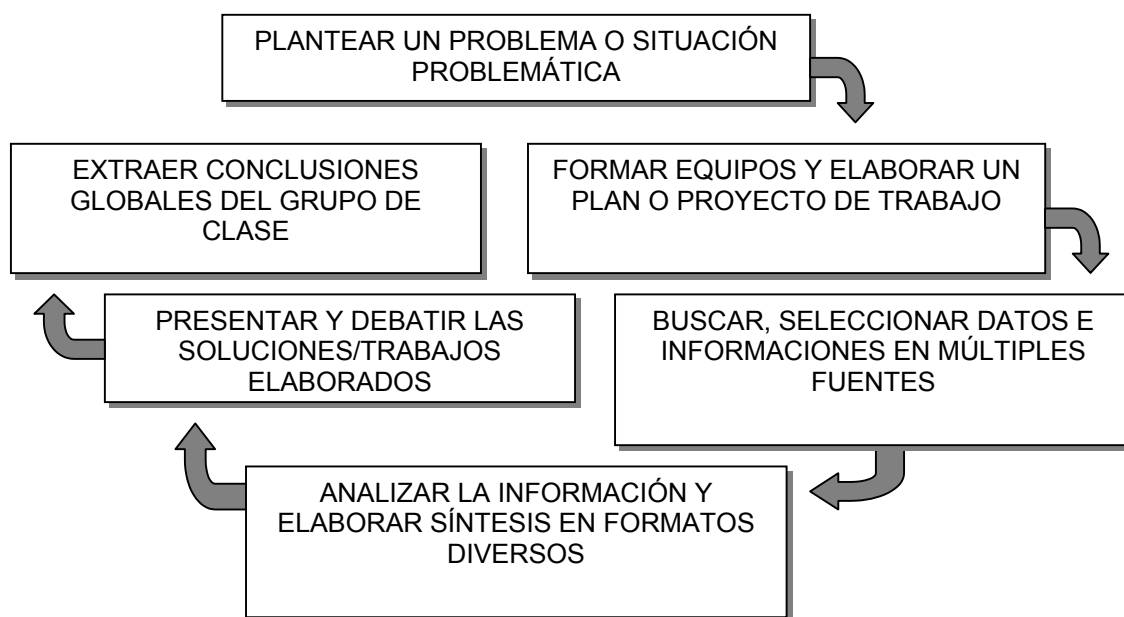 PLANTEAR UN PROBLEMA O SITUACIÓN
PROBLEMÁTICA
FORMAR EQUIPOS Y ELABORAR UN
PLAN O PROYECTO DE TRABAJO
BUSCAR, SELECCIONAR DATOS E
INFORMACIONES EN MÚLTIPLES
FUENTES
ANALIZAR LA INFORMACIÓN Y
ELABORAR SÍNTESIS EN FORMATOS
DIVERSOS
PRESENTAR Y DEBATIR LAS
SOLUCIONES/TRABAJOS
ELABORADOS
EXTRAER CONCLUSIONES
GLOBALES DEL GRUPO DE
CLASE